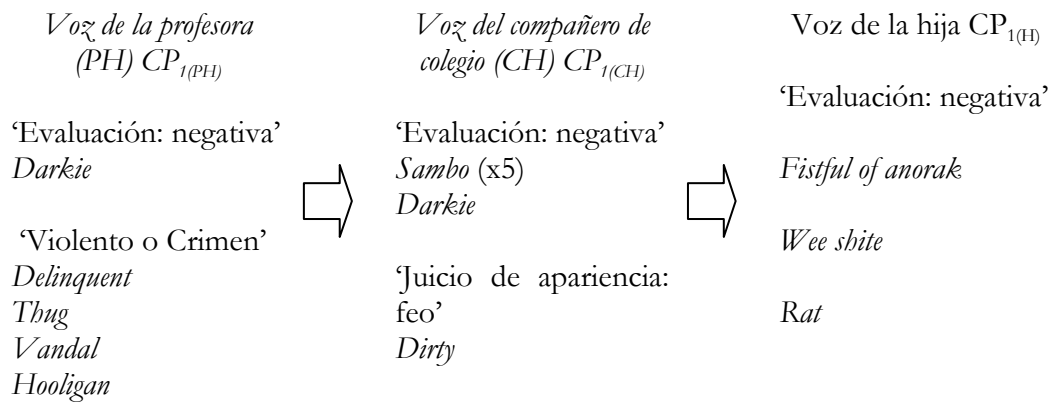 Voz de la profesora
(PH) CP1(PH)
‘Evaluación: negativa’
Darkie
‘Violento o Crimen’
Delinquent
Thug
Vandal
Hooligan
Voz del compañero de
colegio (CH) CP1(CH)
‘Evaluación: negativa’
Sambo (x5)
Darkie
‘Juicio de apariencia:
feo’
Dirty
Voz de la hija CP1(H)
‘Evaluación: negativa’
Fistful of anorak
Wee shite
Rat